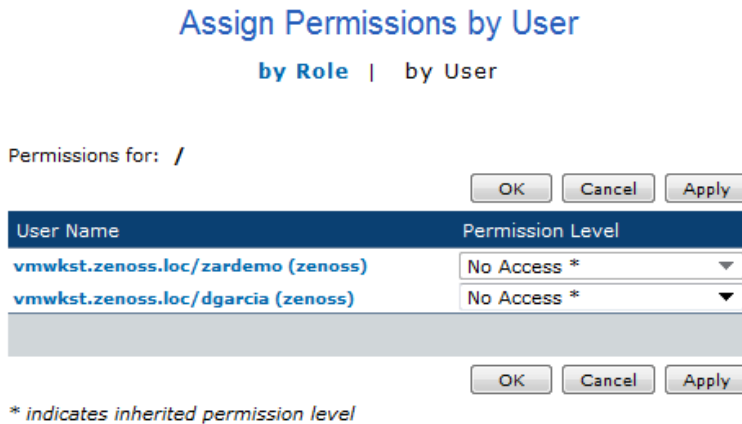 Assign Permissions by User
by Role | by User
Permissions for: /
OK Cancel Apply
User Name Permission Level
vmwkst.zenoss.loc/zardemo (zenoss) No Access *
vmwkst.zenoss.loc/dgarcia (zenoss) No Access *
OK Cancel Apply
* indicates inherited permission level